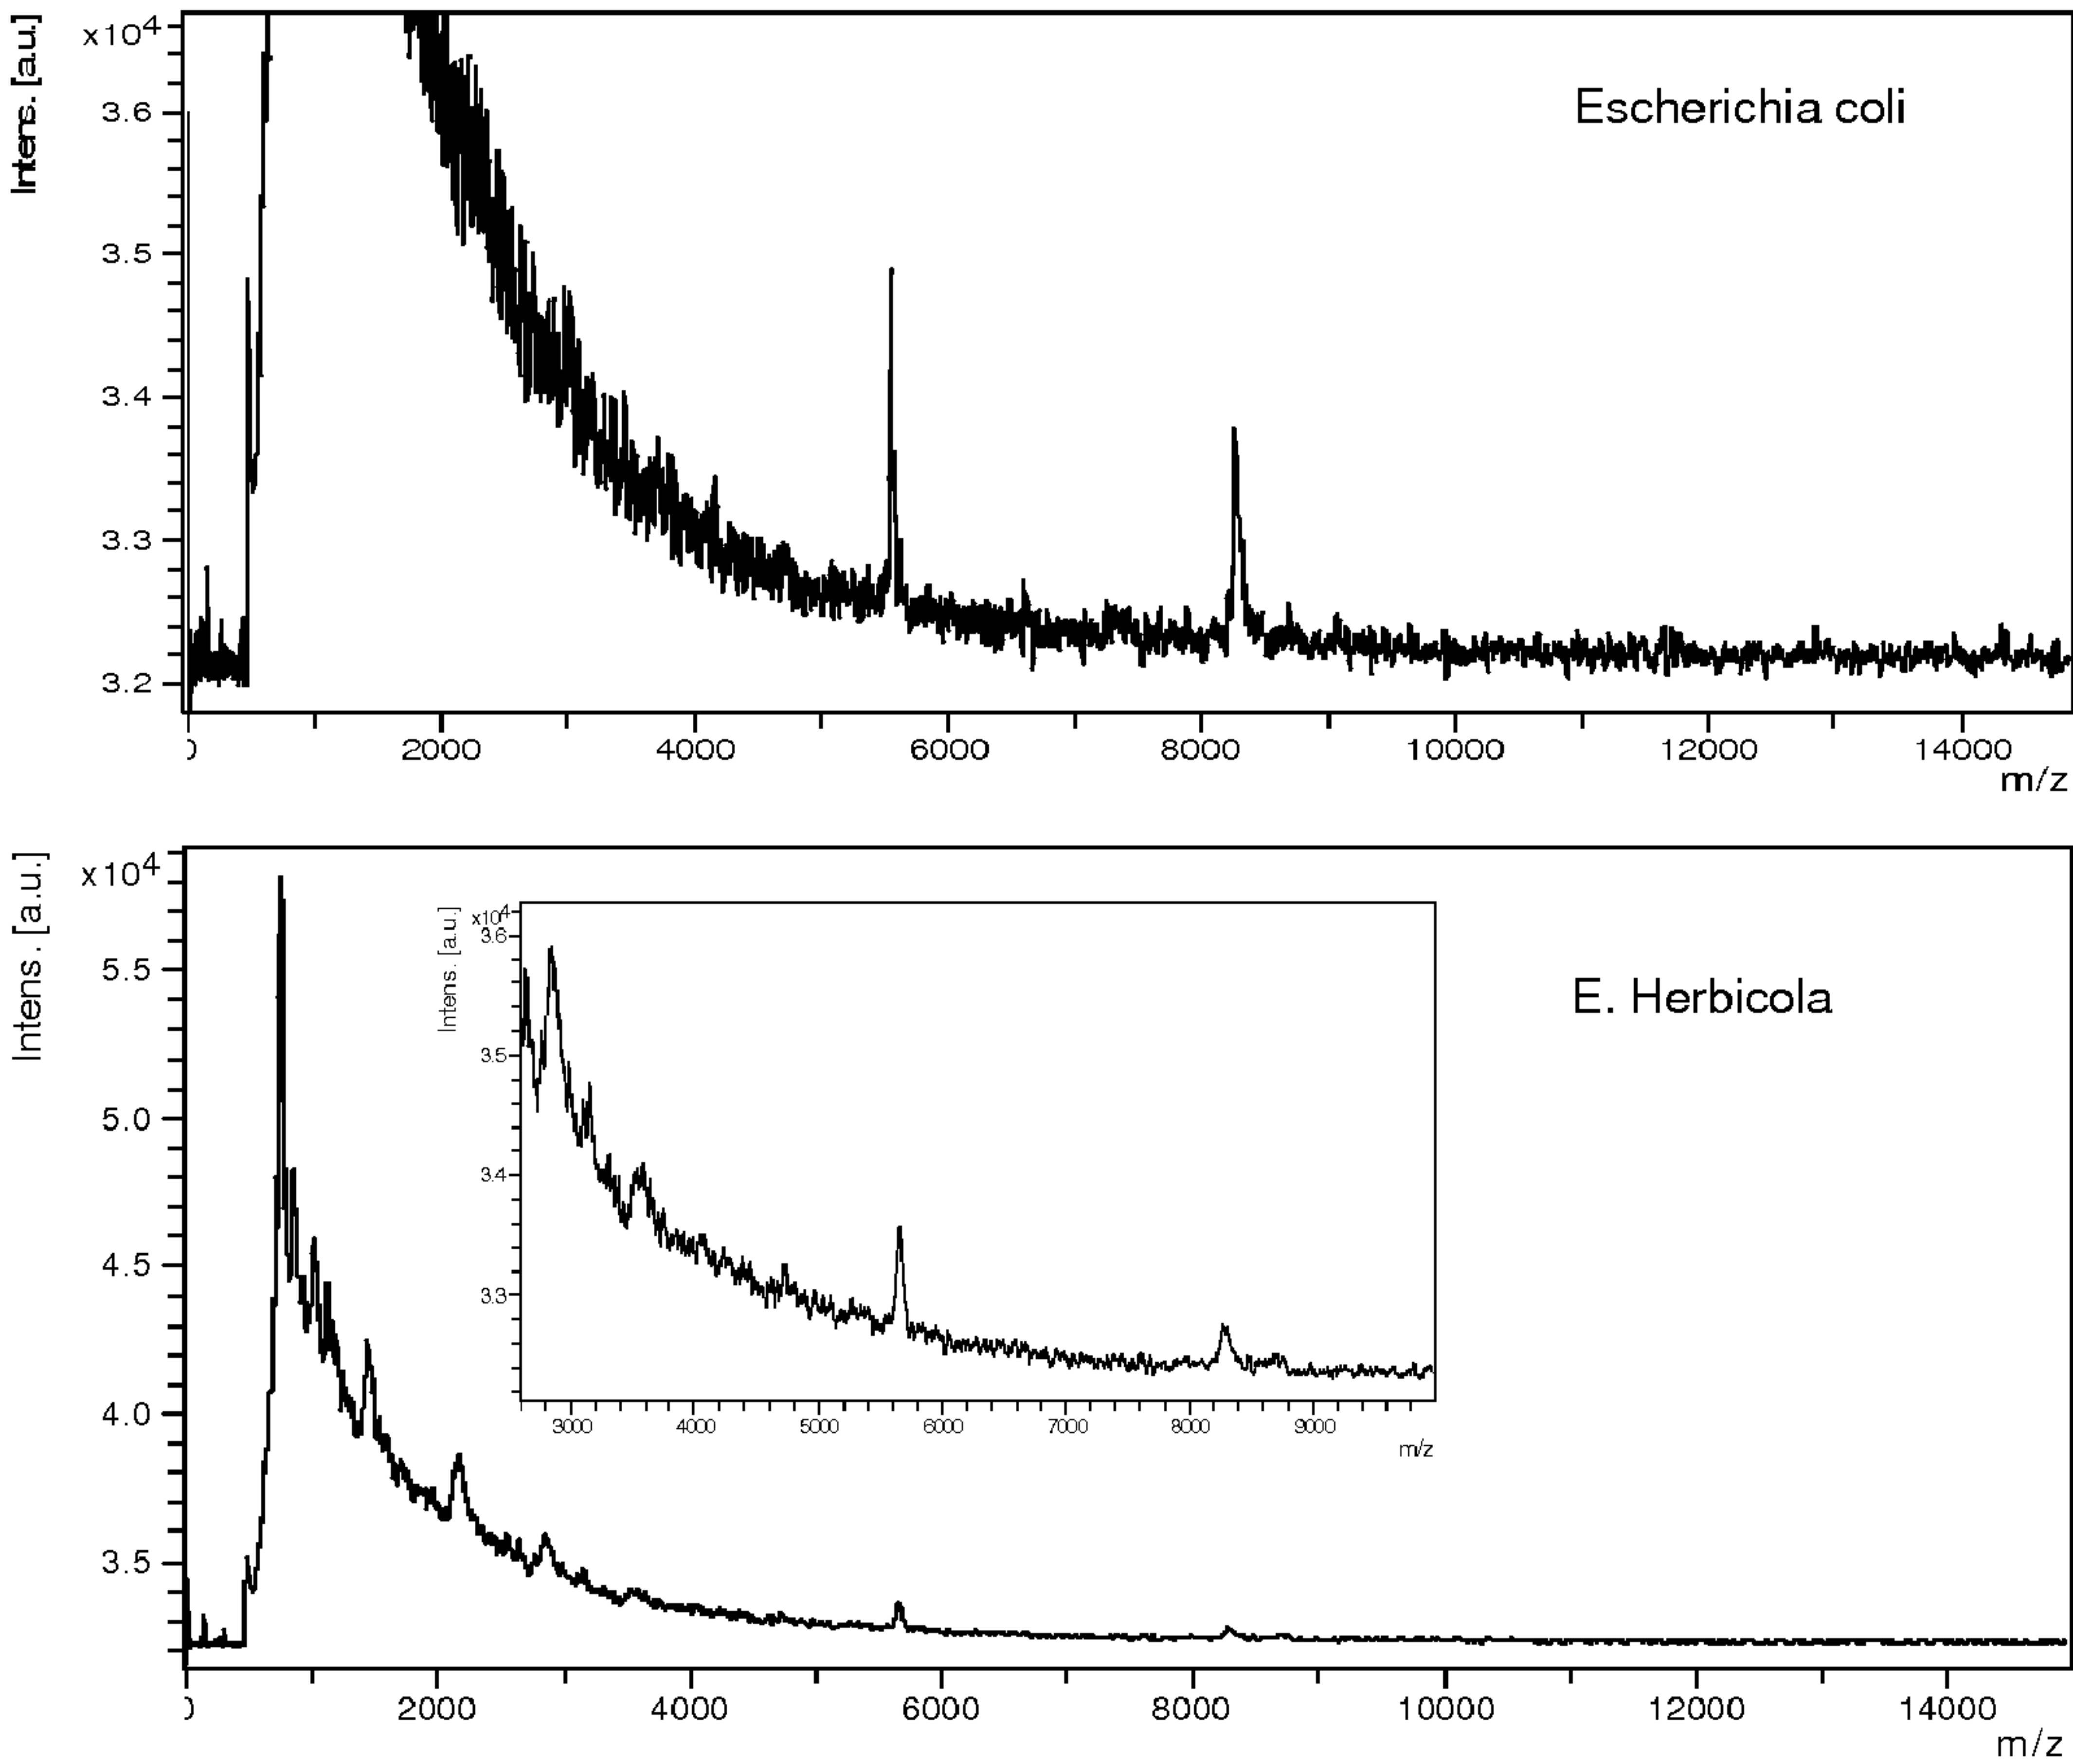 x10⁴
Intens. [a.u.]
Escherichia coli
3.6
3.5
3.4
3.3
3.2
0 2000 4000 6000 8000 10000 12000 14000
m/z
x10⁴
Intens. [a.u.]
E. Herbicola
5.5
5.0
4.5
4.0
3.5
x10⁴
Intens. [a.u.]
3.6
3.5
3.4
3.3
3000 4000 5000 6000 7000 8000 9000
m/z
0 2000 4000 6000 8000 10000 12000 14000
m/z